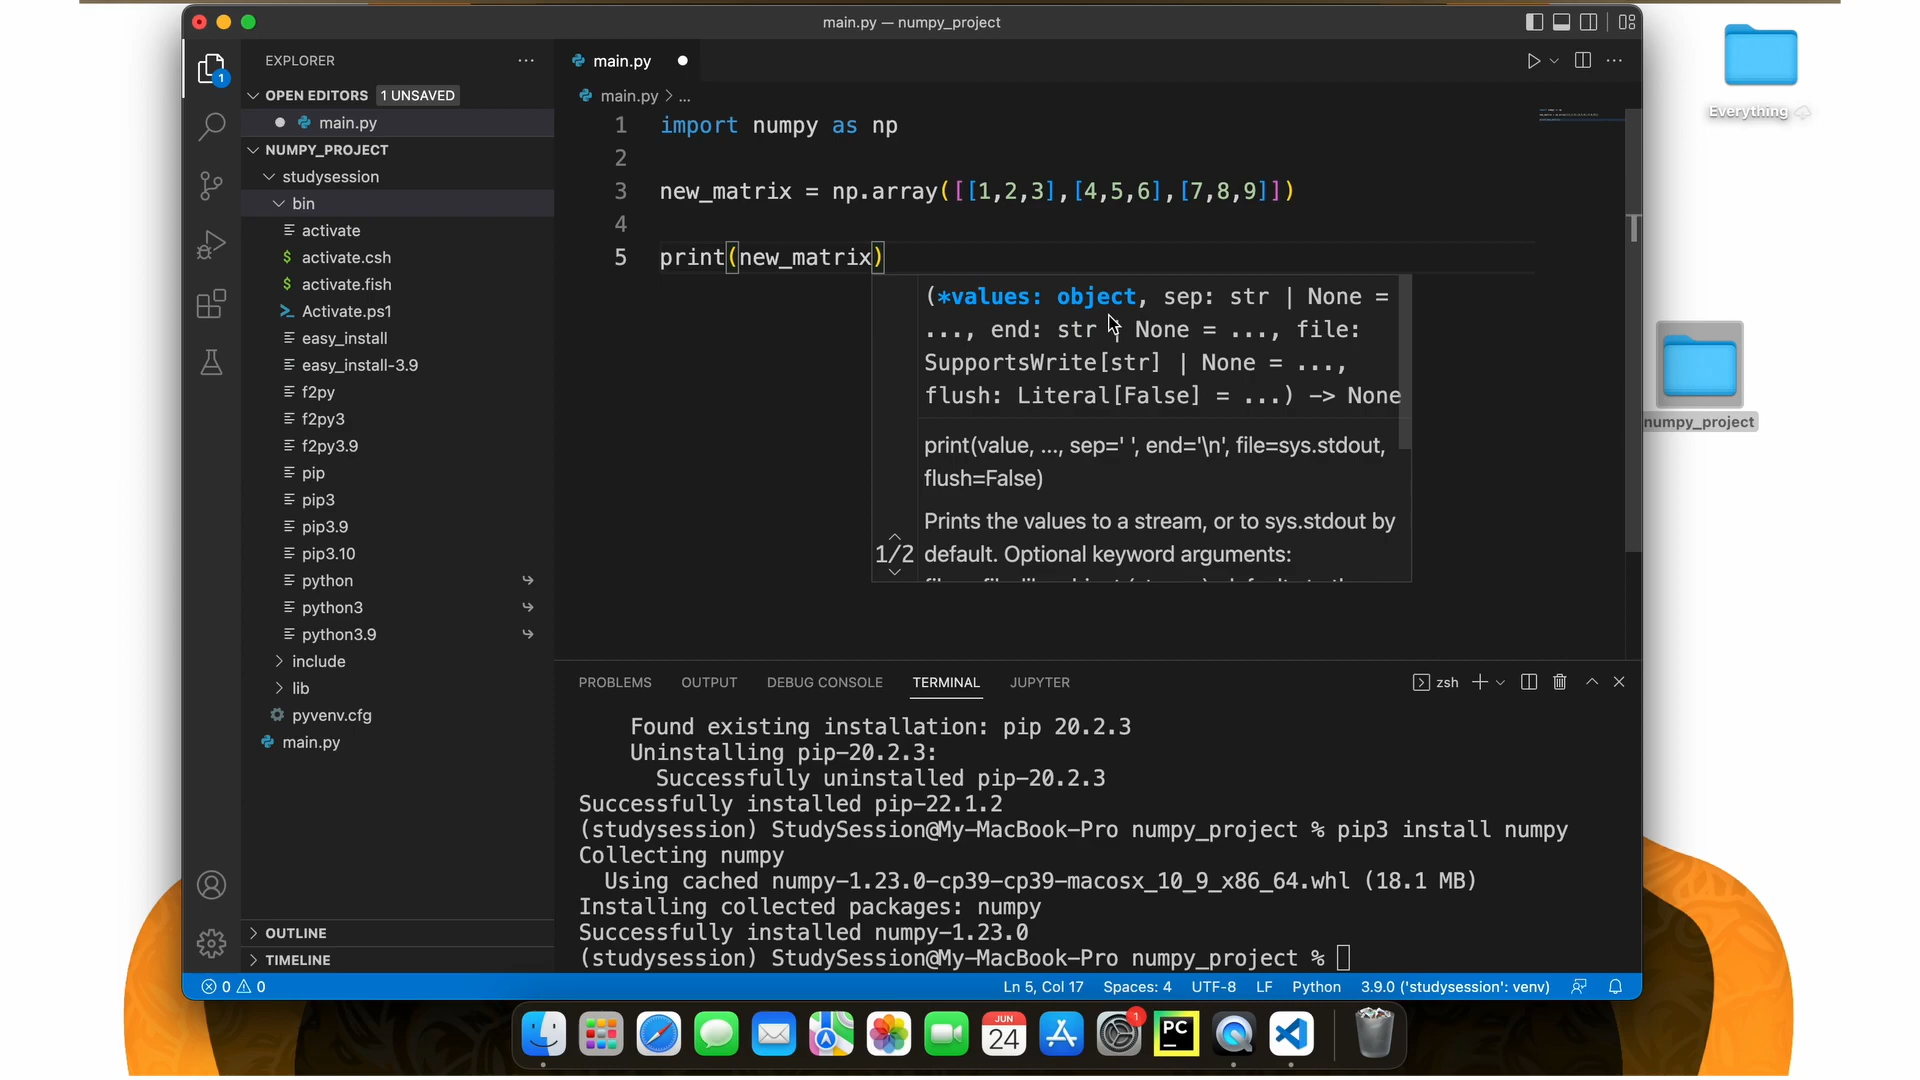 main.py — numpy_project
EXPLORER
OPEN EDITORS 1 UNSAVED
main.py
NUMPY_PROJECT
studysession
bin
activate
activate.csh
activate.fish
Activate.ps1
easy_install
easy_install-3.9
f2py
f2py3
f2py3.9
pip
pip3
pip3.9
pip3.10
python
python3
python3.9
include
lib
pyvenv.cfg
main.py
OUTLINE
TIMELINE
1
main.py
main.py > ...
1 import numpy as np
2
3 new_matrix = np.array([[1,2,3],[4,5,6],[7,8,9]])
4
5 print(new_matrix)
(*values: object, sep: str | None =
..., end: str | None = ..., file:
SupportsWrite[str] | None = ...,
flush: Literal[False] = ...) -> None
print(value, ..., sep=' ', end='\n', file=sys.stdout,
flush=False)
Prints the values to a stream, or to sys.stdout by
1/2 default. Optional keyword arguments:
PROBLEMS OUTPUT DEBUG CONSOLE TERMINAL JUPYTER
zsh
Found existing installation: pip 20.2.3
Uninstalling pip-20.2.3:
Successfully uninstalled pip-20.2.3
Successfully installed pip-22.1.2
(studysession) StudySession@My-MacBook-Pro numpy_project % pip3 install numpy
Collecting numpy
Using cached numpy-1.23.0-cp39-cp39-macosx_10_9_x86_64.whl (18.1 MB)
Installing collected packages: numpy
Successfully installed numpy-1.23.0
(studysession) StudySession@My-MacBook-Pro numpy_project %
0 0
Ln 5, Col 17 Spaces: 4 UTF-8 LF Python 3.9.0 ('studysession': venv)
Everything
numpy_project
JUN
24
1
PC